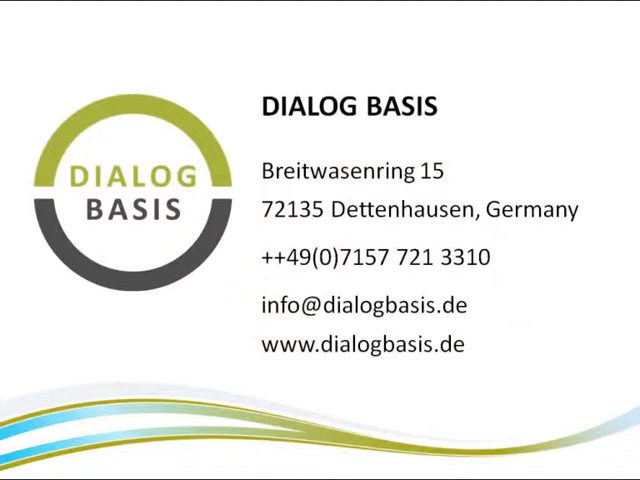 DIALOG
BASIS
DIALOG BASIS
Breitwasenring 15
72135 Dettenhausen, Germany
++49(0)7157 721 3310
info@dialogbasis.de
www.dialogbasis.de